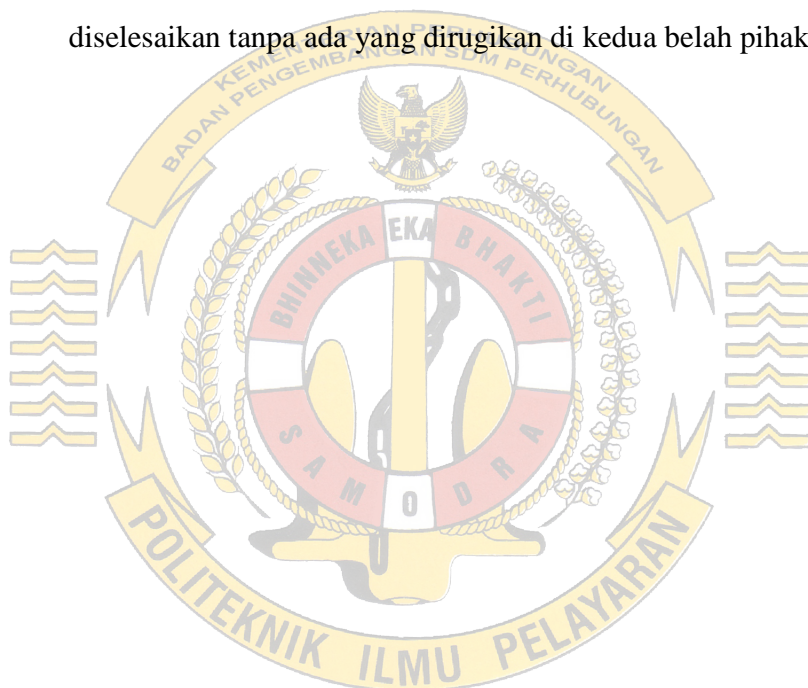 diselesaikan tanpa ada yang dirugikan di kedua belah pihak
KEMENTERIAN PERHUBUNGAN
BADAN PENGEMBANGAN SDM PERHUBUNGAN
BHINNEKA EKA BHAKTI
SAMODRA
POLITEKNIK ILMU PELAYARAN